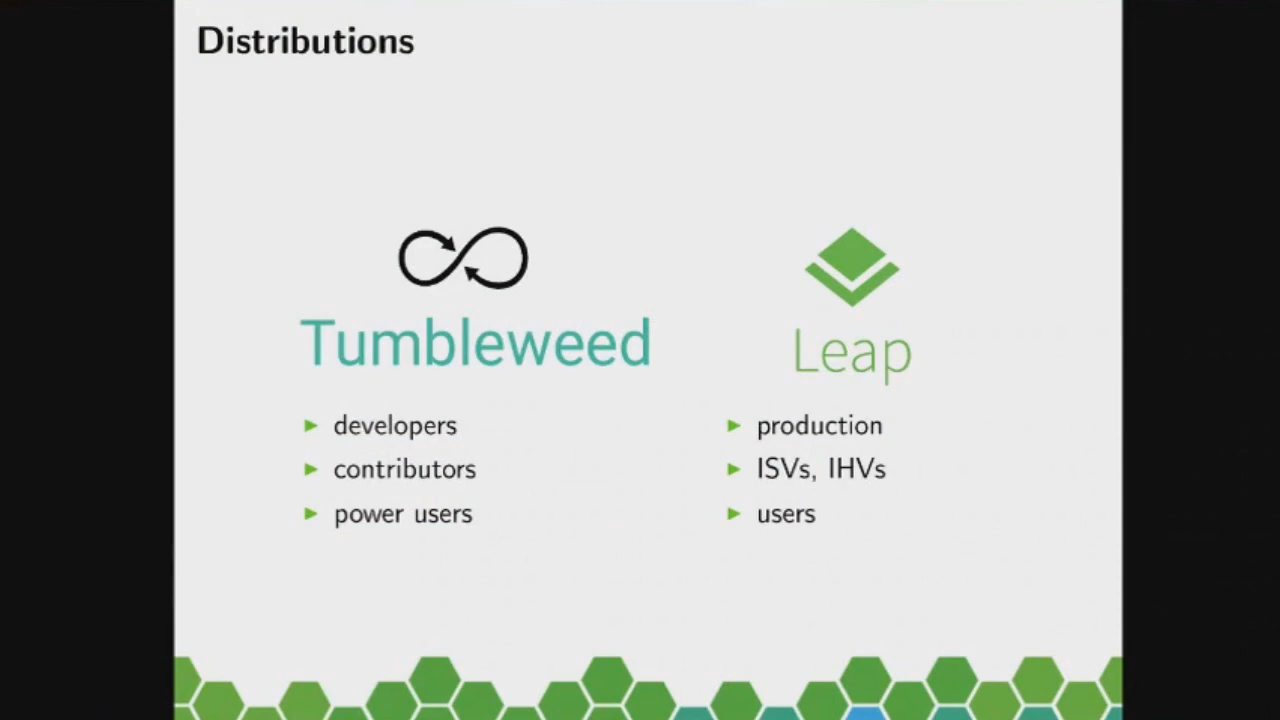 Distributions
Tumbleweed
developers
contributors
power users
Leap
production
ISVs, IHVs
users